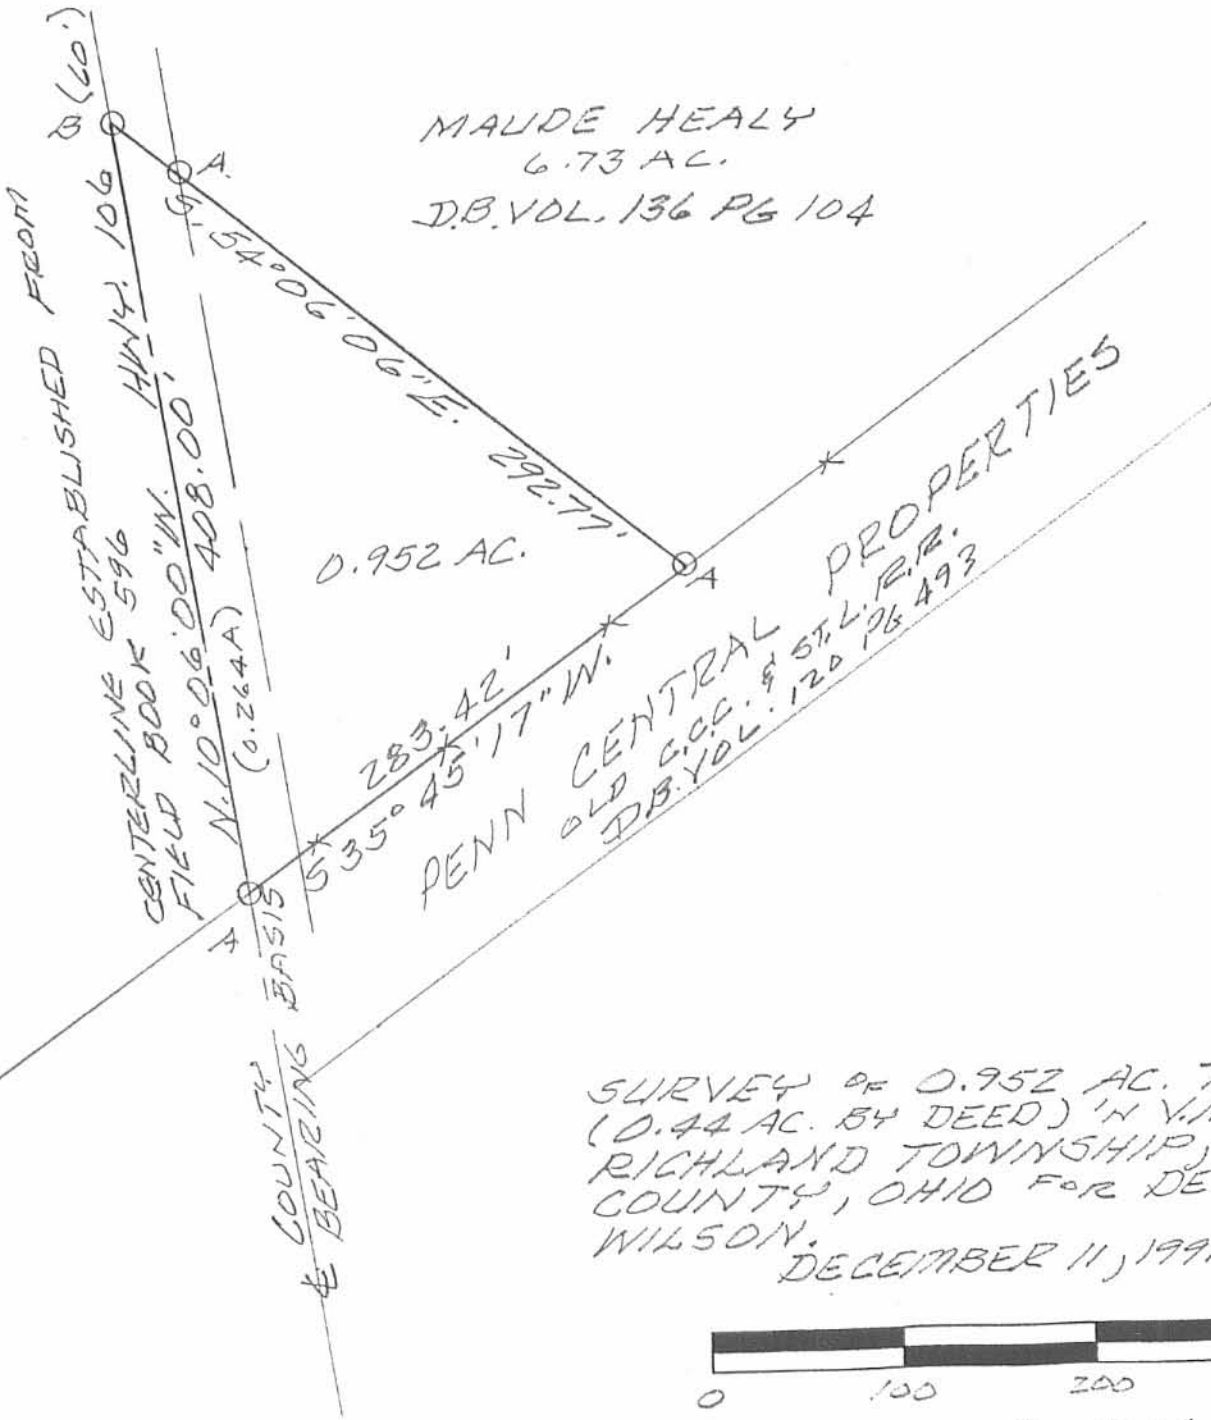 B (60')
MAUDE HEALY
6.73 AC.
D.B. VOL. 136 PG 104
A.
S. 54°06'06" E. 292.77'
CENTERLINE ESTABLISHED FROM
FIELD BOOK 596 HWY. 106
N. 10°06'00" W. 408.00'
(0.264A)
0.952 AC.
A
283.42'
S 35°45'17" W.
PENN CENTRAL PROPERTIES
OLD C.C.C. & ST. L. R.R.
D.B. VOL. 120 PG 493
A
COUNTY
℄ BEARING BASIS
SURVEY OF 0.952 AC.
(0.44 AC. BY DEED) IN
RICHLAND TOWNSHIP,
COUNTY, OHIO FOR
WILSON.
DECEMBER 11,
0 100 200